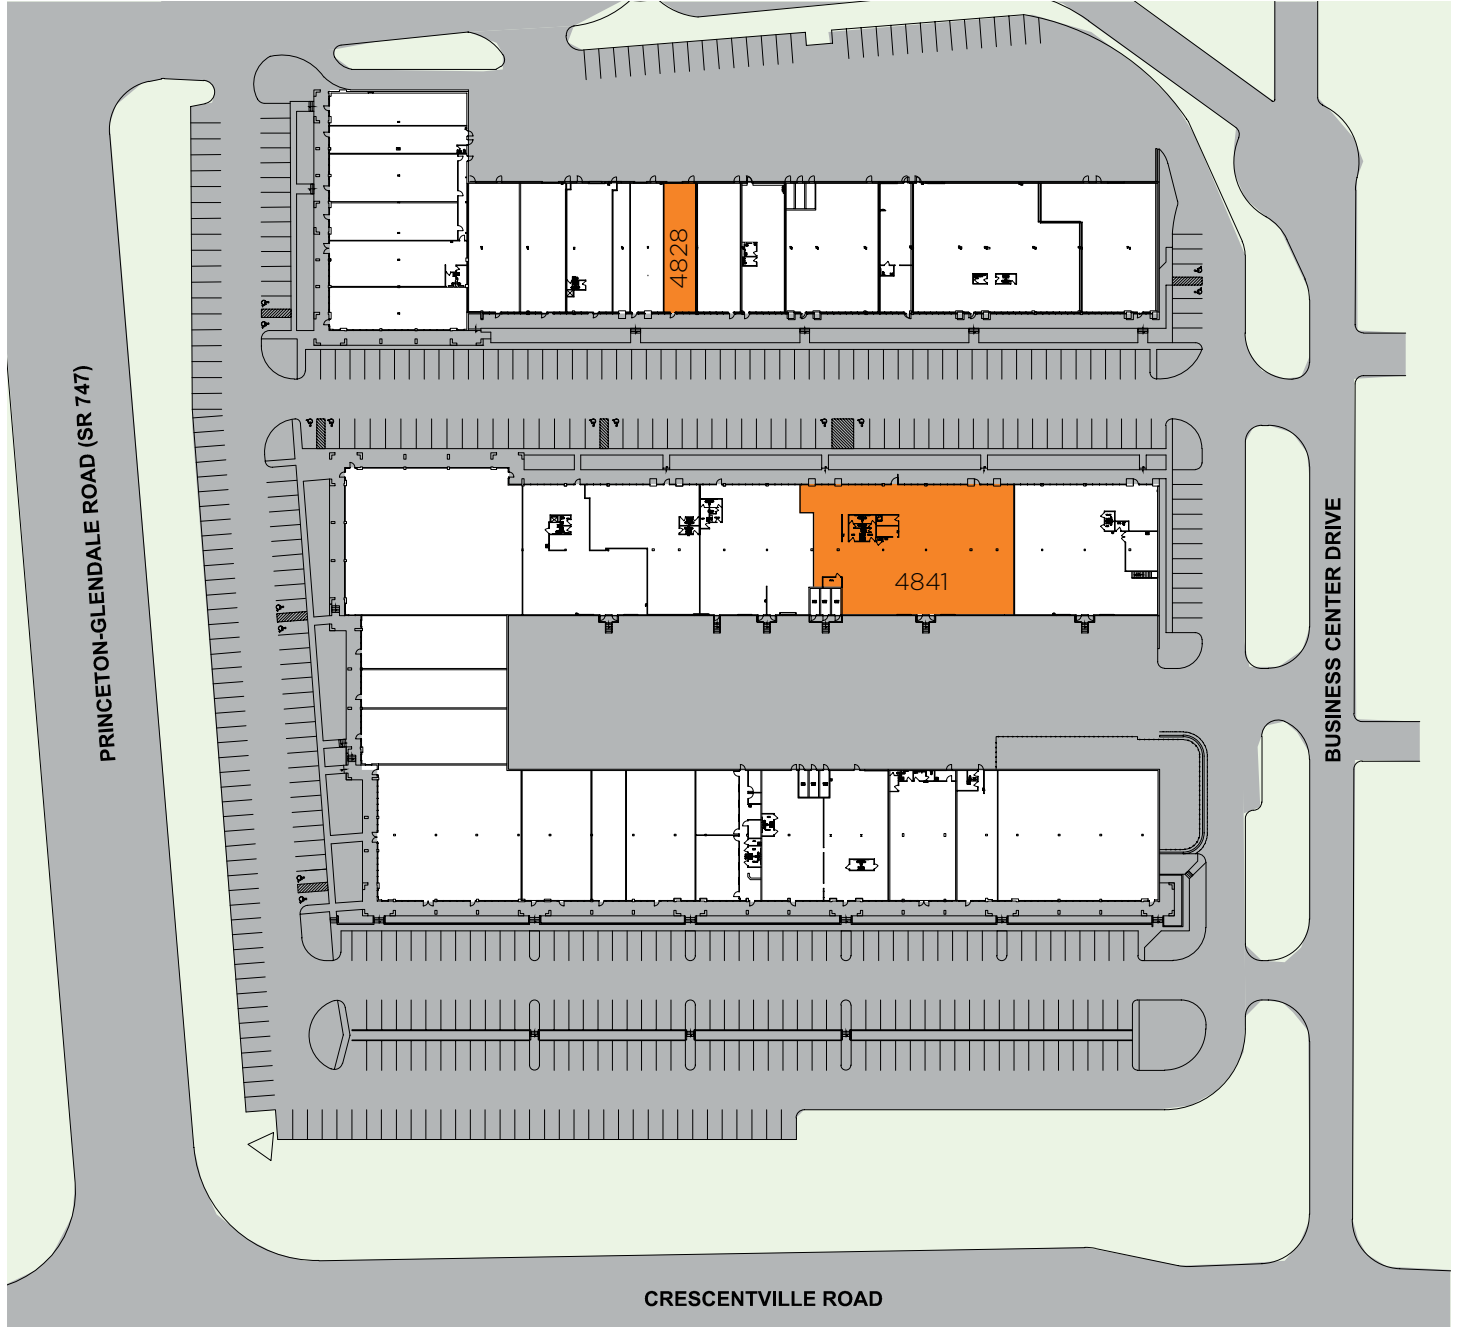 4828
PRINCETON-GLENDALE ROAD (SR 747)
4841
BUSINESS CENTER DRIVE
CRESCENTVILLE ROAD